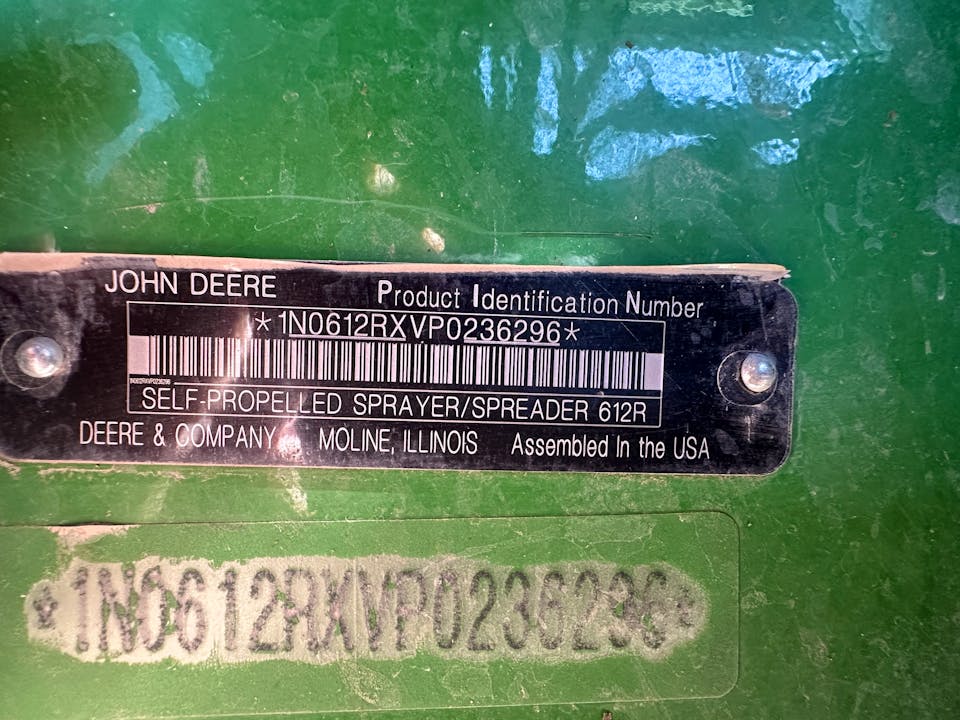 JOHN DEERE
Product Identification Number
*1N0612RXVP0236296*
1N0612RXVP0236296
SELF-PROPELLED SPRAYER/SPREADER 612R
DEERE & COMPANY MOLINE, ILLINOIS Assembled In the USA
*1N0612RXVP0236296*